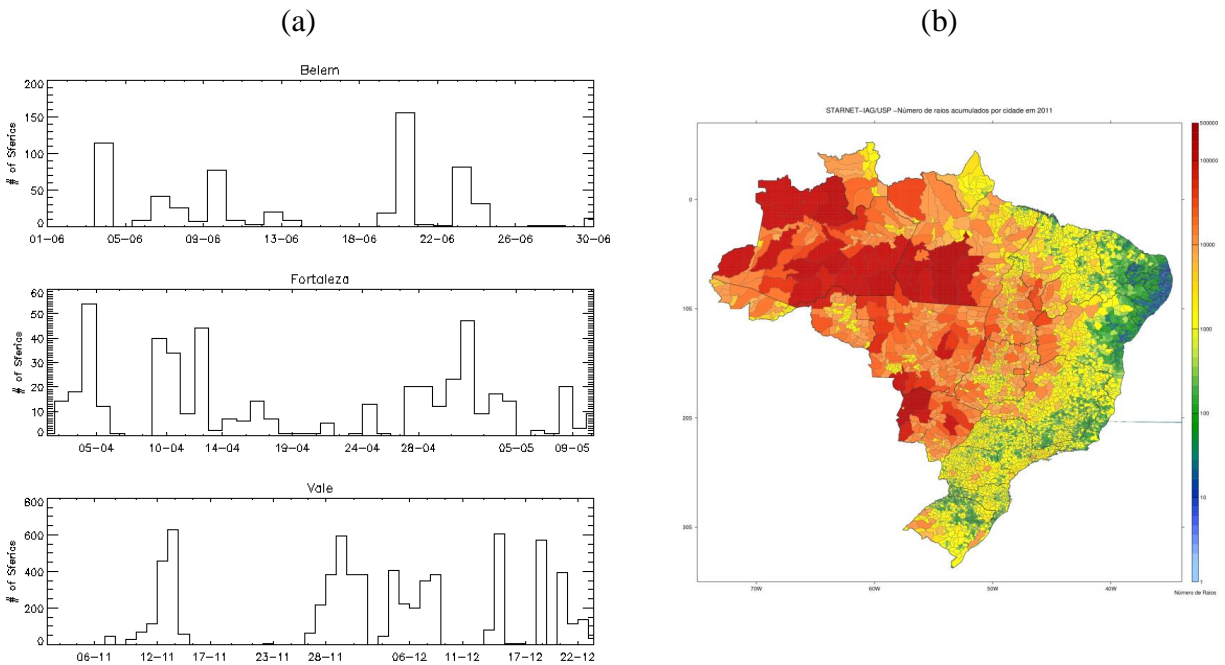 (a)
Belem
# of Sferics
200
150
100
50
0
01-06 05-06 09-06 13-06 18-06 22-06 26-06 30-06
Fortaleza
# of Sferics
60
50
40
30
20
10
0
05-04 10-04 14-04 19-04 24-04 28-04 05-05 09-05
Vale
# of Sferics
800
600
400
200
0
06-11 12-11 17-11 23-11 28-11 06-12 11-12 17-12 22-12
(b)
STARNET-IAG/USP -Número de raios acumulados por cidade em 2011
0
10S
20S
30S
70W 60W 50W 40W
500000
100000
10000
1000
100
10
1
Número de Raios